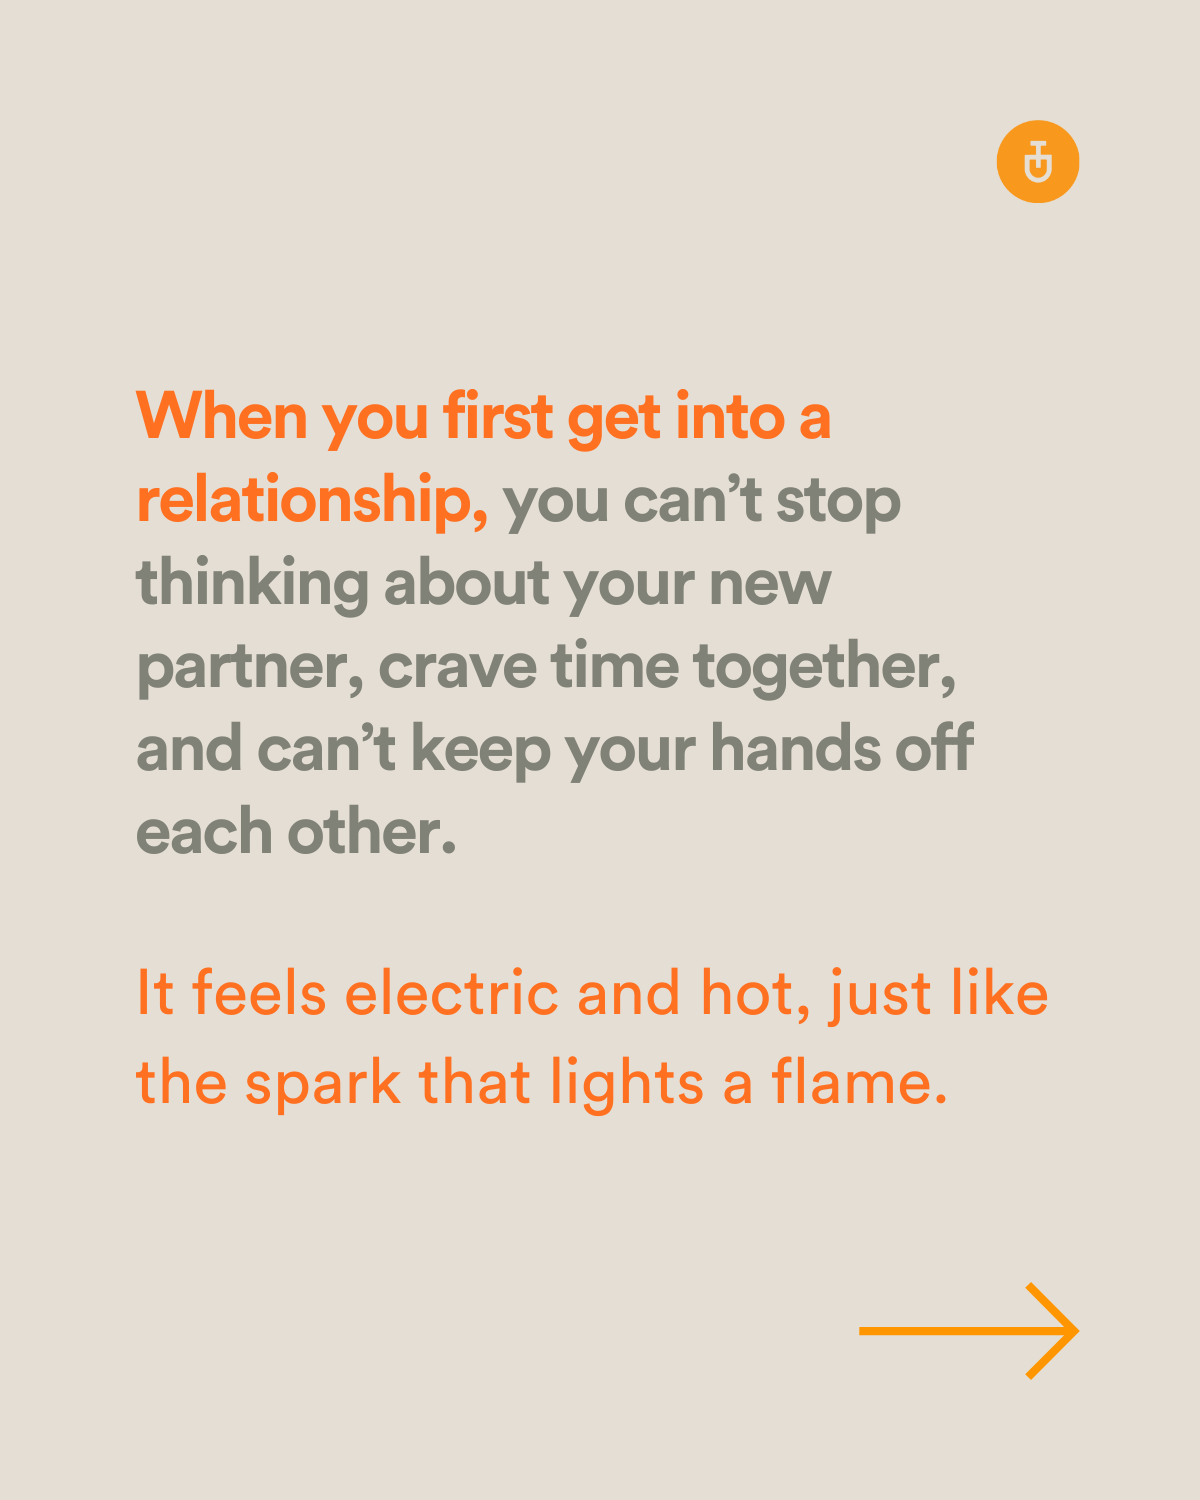 When you first get into a
relationship, you can’t stop
thinking about your new
partner, crave time together,
and can’t keep your hands off
each other.
It feels electric and hot, just like
the spark that lights a flame.